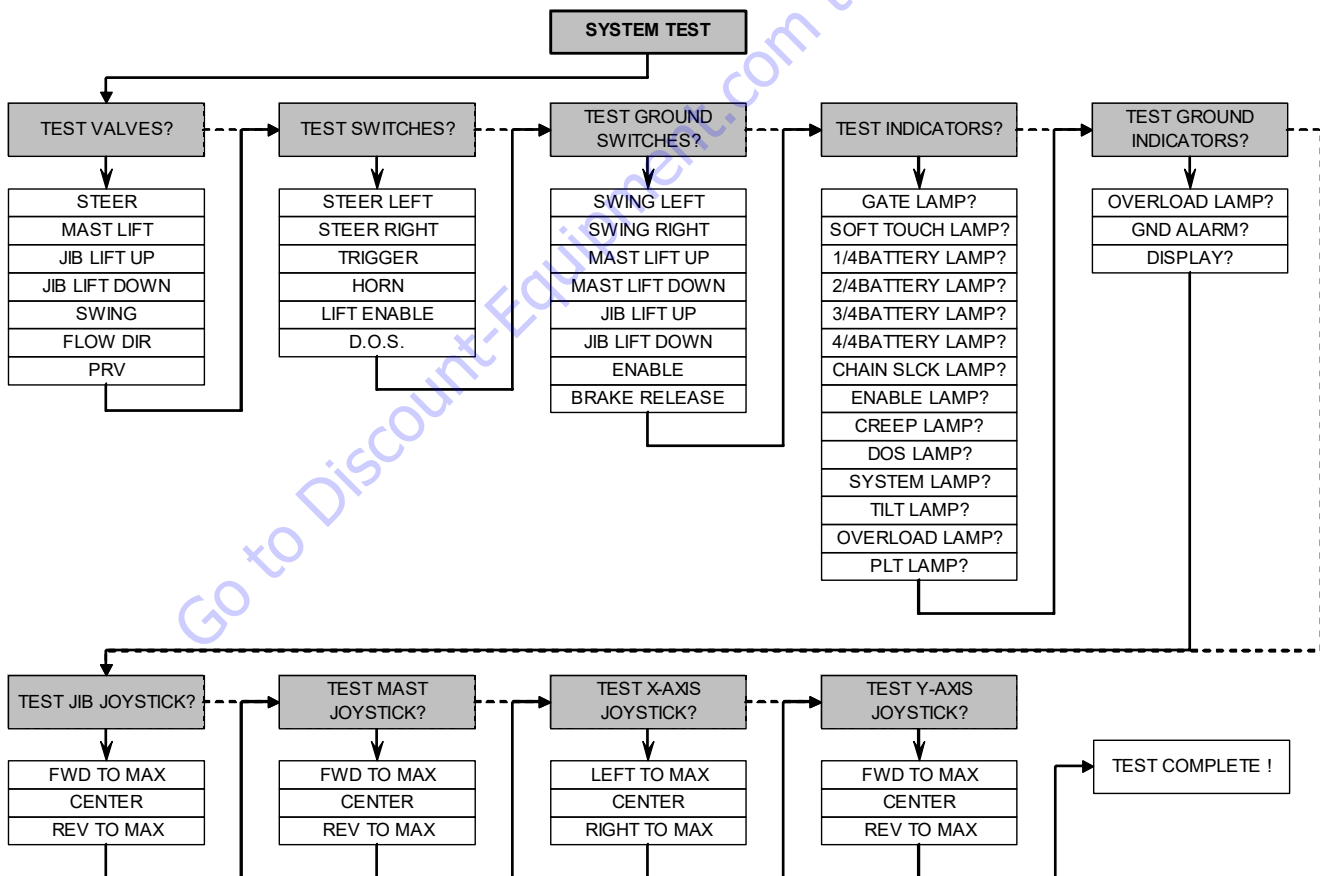 SYSTEM TEST
TEST VALVES?
STEER
MAST LIFT
JIB LIFT UP
JIB LIFT DOWN
SWING
FLOW DIR
PRV
TEST SWITCHES?
STEER LEFT
STEER RIGHT
TRIGGER
HORN
LIFT ENABLE
D.O.S.
TEST GROUND
SWITCHES?
SWING LEFT
SWING RIGHT
MAST LIFT UP
MAST LIFT DOWN
JIB LIFT UP
JIB LIFT DOWN
ENABLE
BRAKE RELEASE
TEST INDICATORS?
GATE LAMP?
SOFT TOUCH LAMP?
1/4BATTERY LAMP?
2/4BATTERY LAMP?
3/4BATTERY LAMP?
4/4BATTERY LAMP?
CHAIN SLCK LAMP?
ENABLE LAMP?
CREEP LAMP?
DOS LAMP?
SYSTEM LAMP?
TILT LAMP?
OVERLOAD LAMP?
PLT LAMP?
TEST GROUND
INDICATORS?
OVERLOAD LAMP?
GND ALARM?
DISPLAY?
TEST JIB JOYSTICK?
FWD TO MAX
CENTER
REV TO MAX
TEST MAST
JOYSTICK?
FWD TO MAX
CENTER
REV TO MAX
TEST X-AXIS
JOYSTICK?
LEFT TO MAX
CENTER
RIGHT TO MAX
TEST Y-AXIS
JOYSTICK?
FWD TO MAX
CENTER
REV TO MAX
TEST COMPLETE !
Go to Discount-Equipment.com